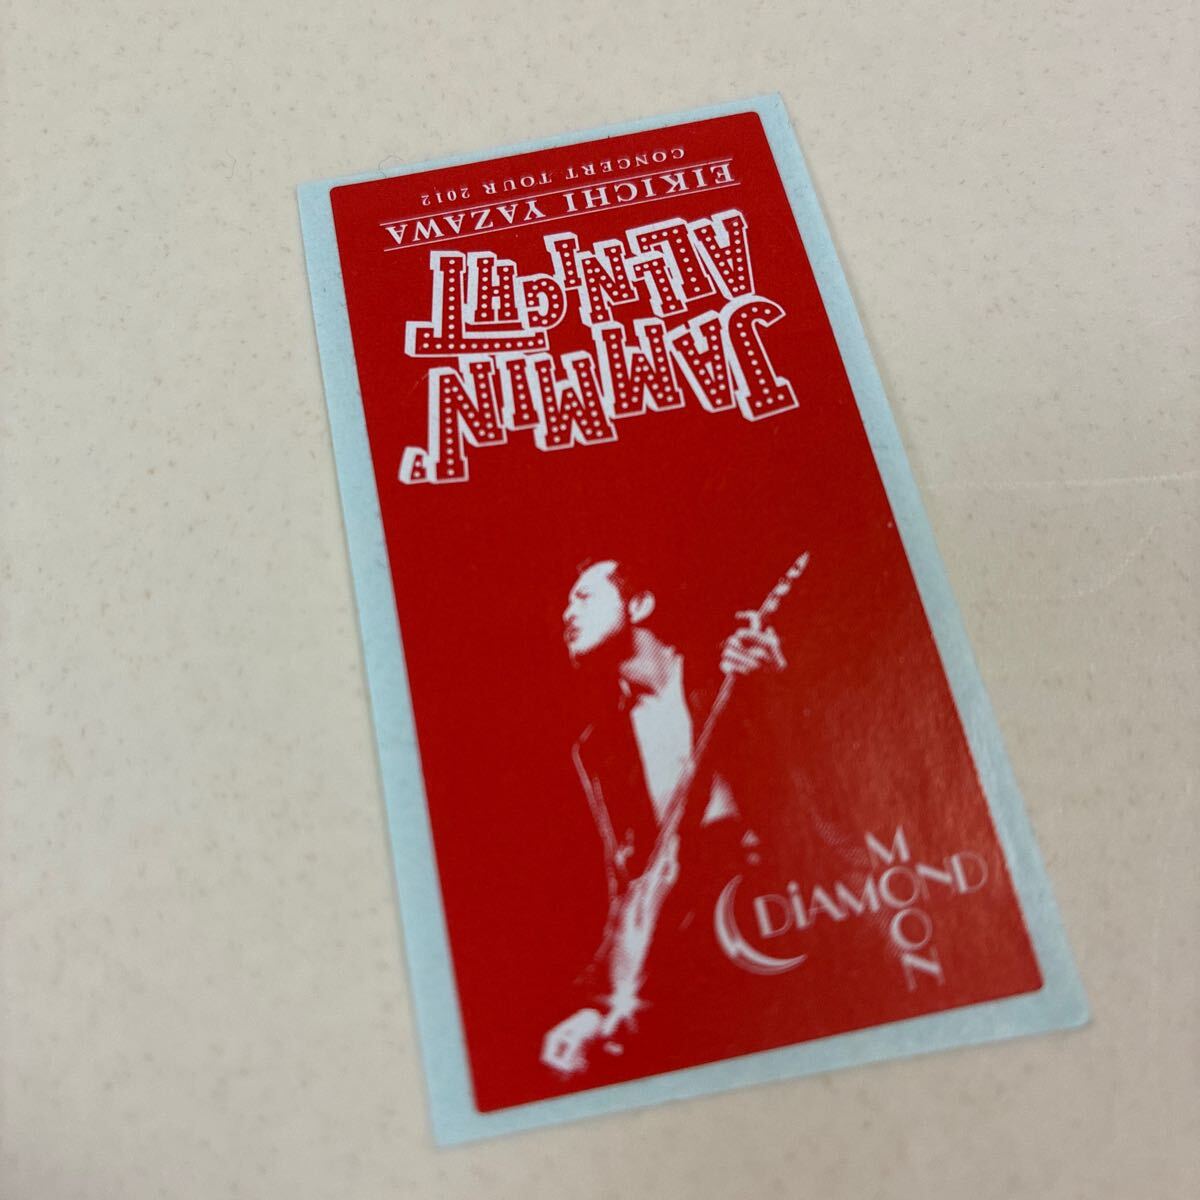 DIAMOND
MOON
JAMMIN'
ALL NIGHT
EIKICHI YAZAWA
CONCERT TOUR 2012